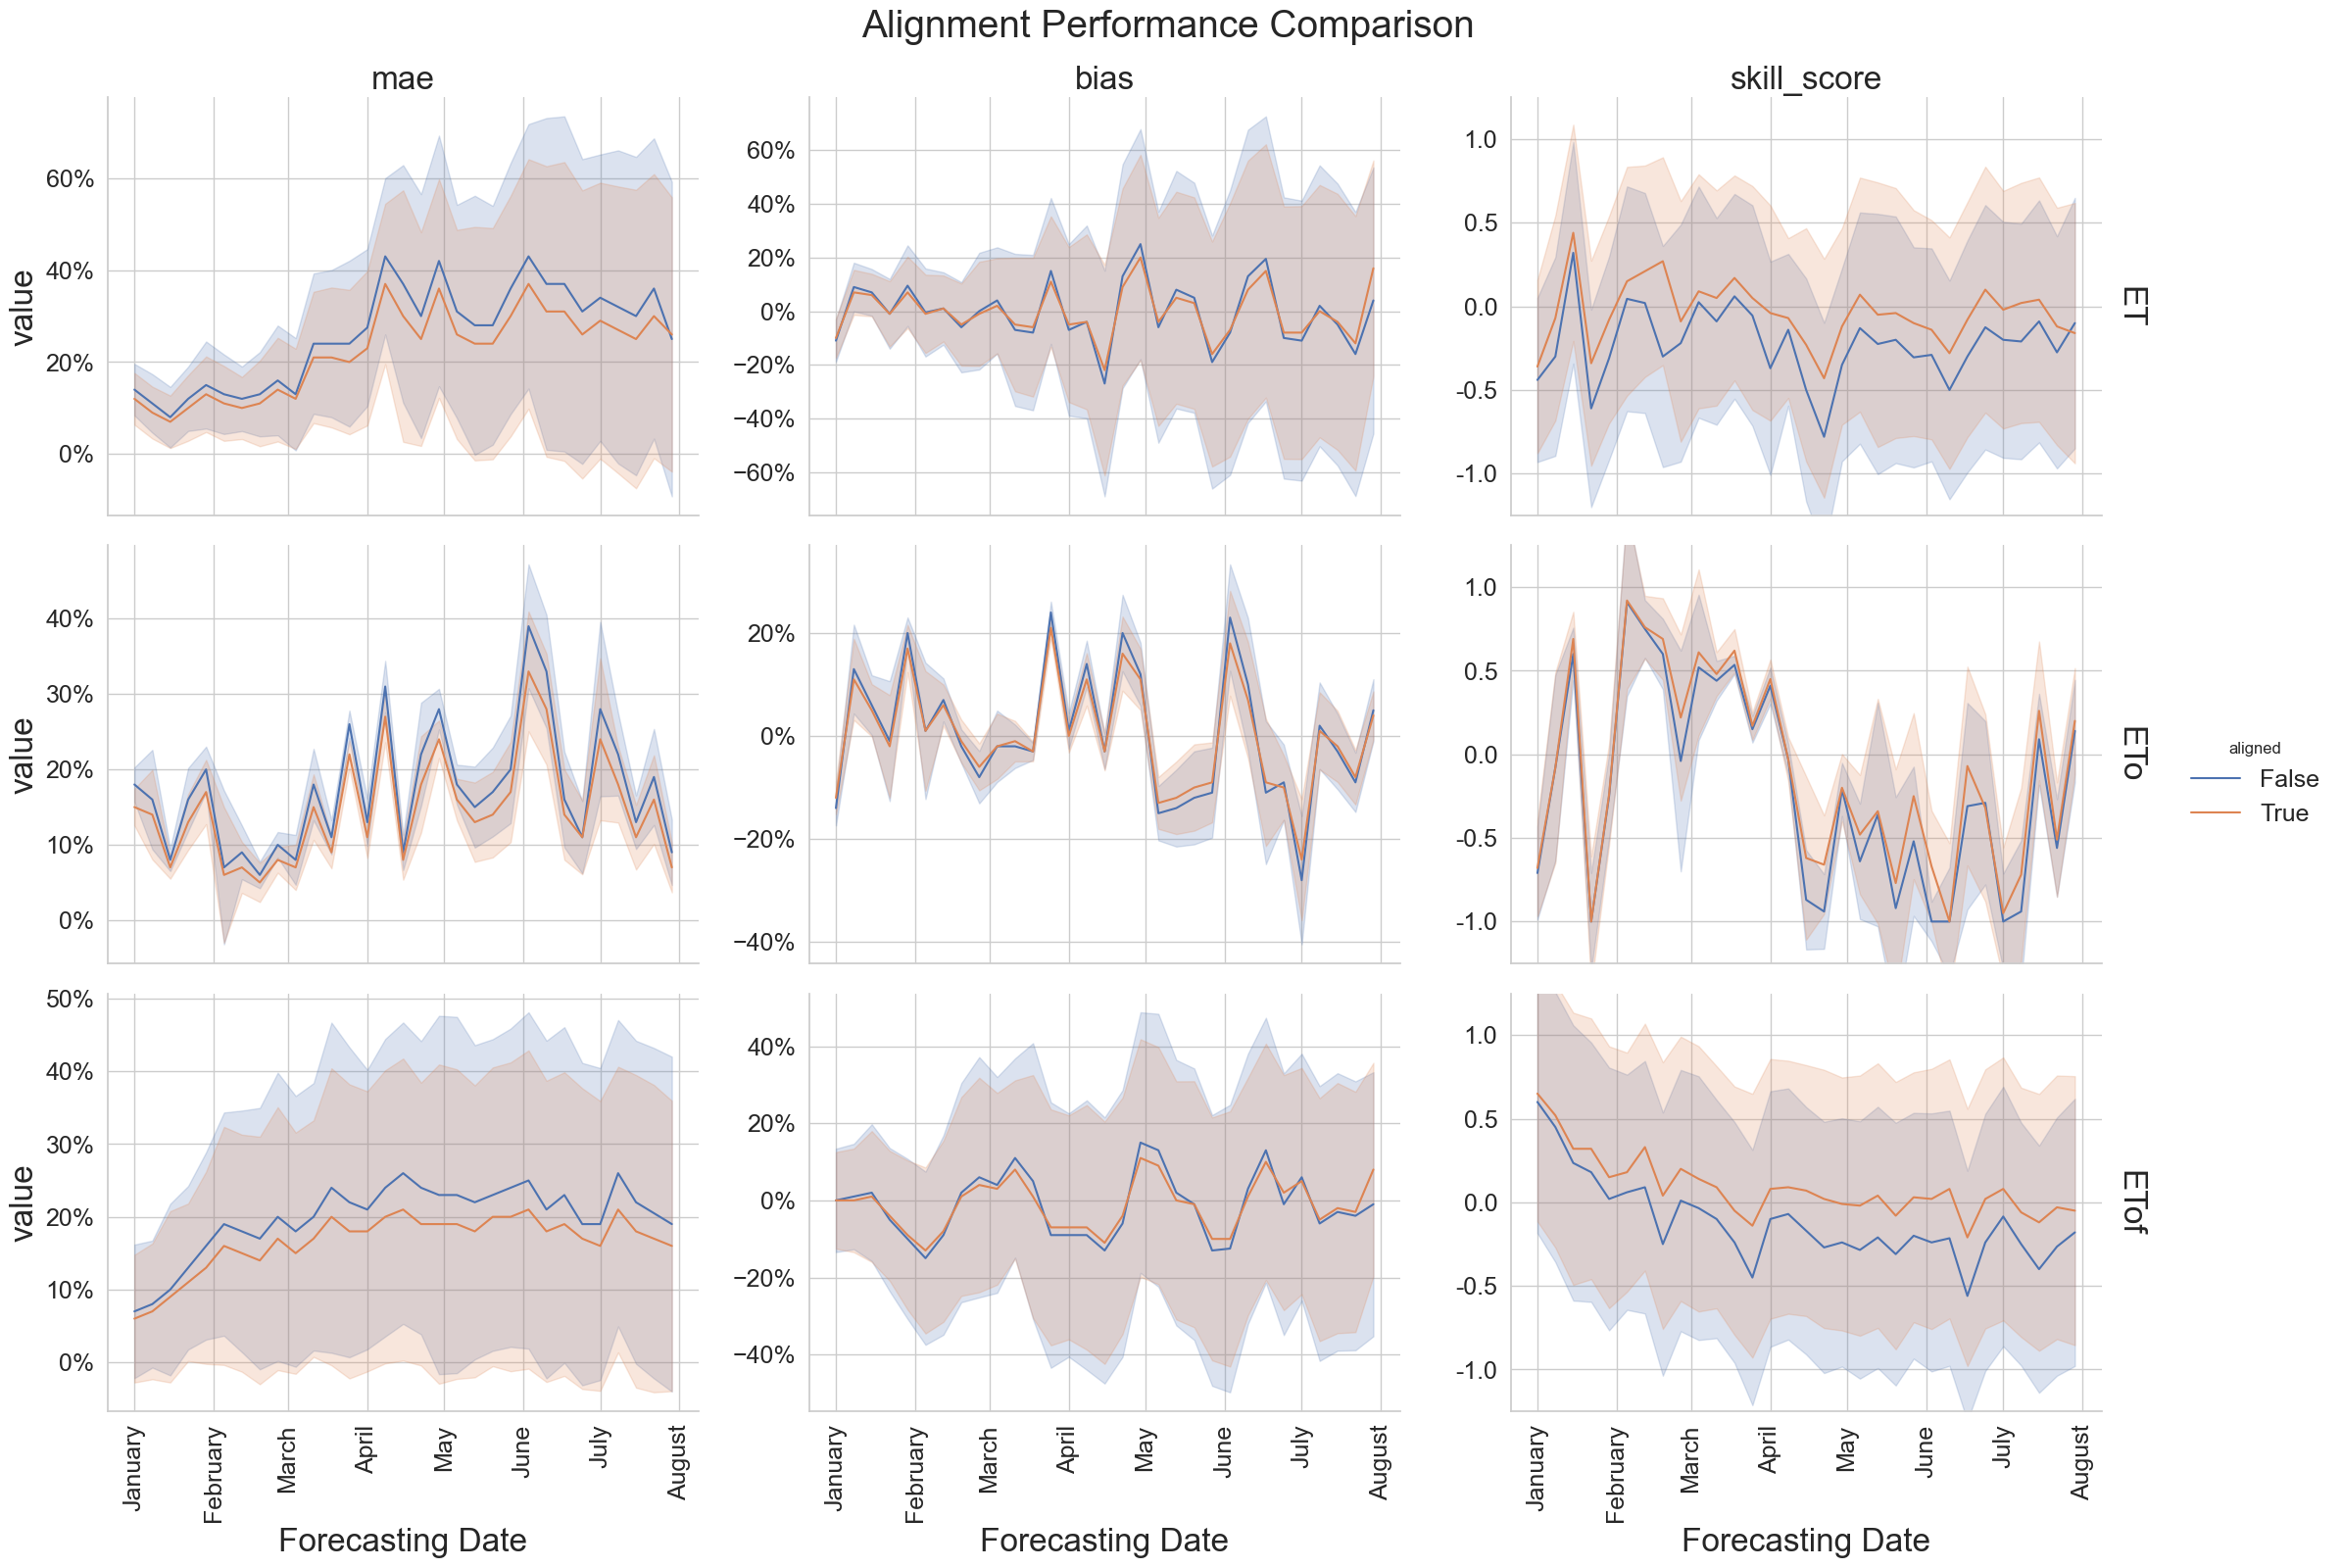 Alignment Performance Comparison
mae
bias
skill_score
value
60%
40%
20%
0%
60%
40%
20%
0%
−20%
−40%
−60%
1.0
0.5
0.0
-0.5
-1.0
ET
value
40%
30%
20%
10%
0%
20%
0%
−20%
−40%
1.0
0.5
0.0
-0.5
-1.0
ETo
aligned
False
True
value
50%
40%
30%
20%
10%
0%
40%
20%
0%
−20%
−40%
1.0
0.5
0.0
-0.5
-1.0
ETof
January
February
March
April
May
June
July
August
January
February
March
April
May
June
July
August
January
February
March
April
May
June
July
August
Forecasting Date
Forecasting Date
Forecasting Date